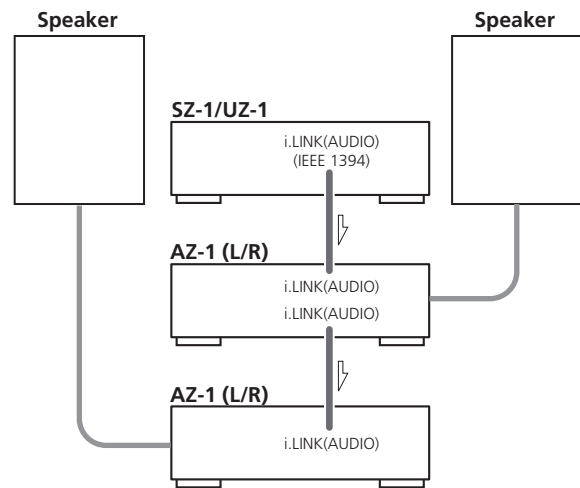 Speaker
Speaker
SZ-1/UZ-1
i.LINK(AUDIO)
(IEEE 1394)
AZ-1 (L/R)
i.LINK(AUDIO)
i.LINK(AUDIO)
AZ-1 (L/R)
i.LINK(AUDIO)